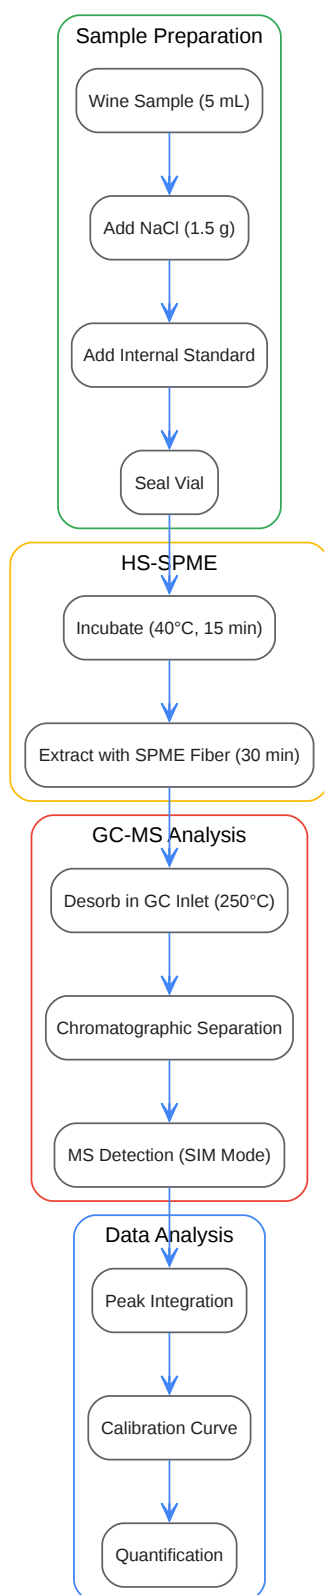 Sample Preparation
Wine Sample (5 mL)
Add NaCl (1.5 g)
Add Internal Standard
Seal Vial
HS-SPME
Incubate (40°C, 15 min)
Extract with SPME Fiber (30 min)
GC-MS Analysis
Desorb in GC Inlet (250°C)
Chromatographic Separation
MS Detection (SIM Mode)
Data Analysis
Peak Integration
Calibration Curve
Quantification